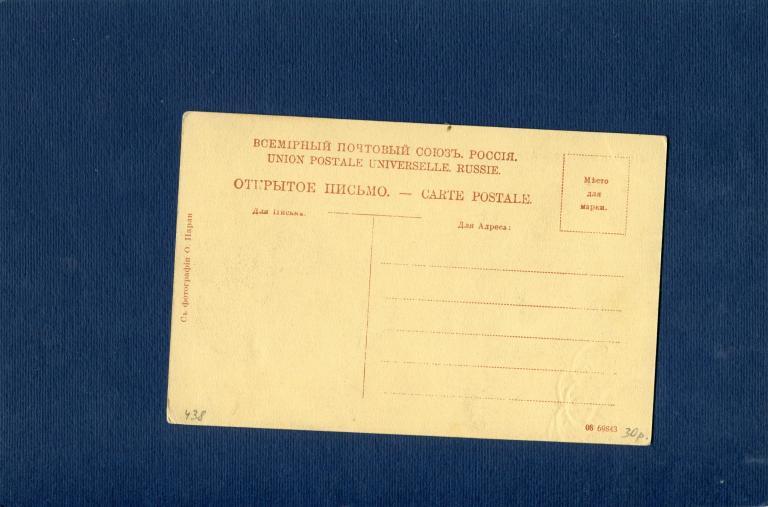 ВСЕМІРНЫЙ ПОЧТОВЫЙ СОЮЗЪ. РОССІЯ.
UNION POSTALE UNIVERSELLE. RUSSIE.
ОТКРЫТОЕ ПИСЬМО. — CARTE POSTALE.
Мѣсто
для
марки.
Для Письма.
Для Адреса:
Съ фотографіи О. Паран
438
08 69843
30р.